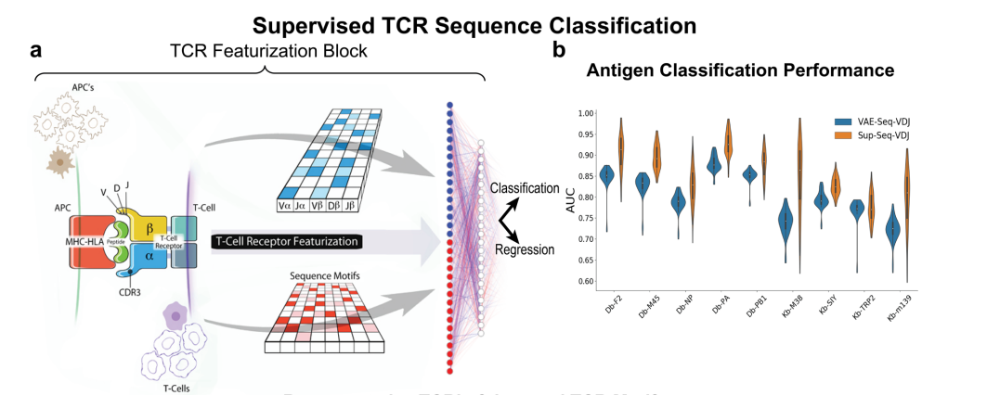 Supervised TCR Sequence Classification
a
TCR Featurization Block
APC's
V D J
APC
T-Cell
β
MHC-HLA
Peptide
T-Cell
Receptor
α
CDR3
T-Cells
Vα Jα Vβ Dβ Jβ
T-Cell Receptor Featurization
Sequence Motifs
Classification
Regression
b
Antigen Classification Performance
VAE-Seq-VDJ
Sup-Seq-VDJ
AUC
1.00
0.95
0.90
0.85
0.80
0.75
0.70
0.65
0.60
Db-F2
Db-M45
Db-NP
Db-PA
Db-PB1
Kb-M38
Kb-SIY
Kb-TRP2
Kb-m139